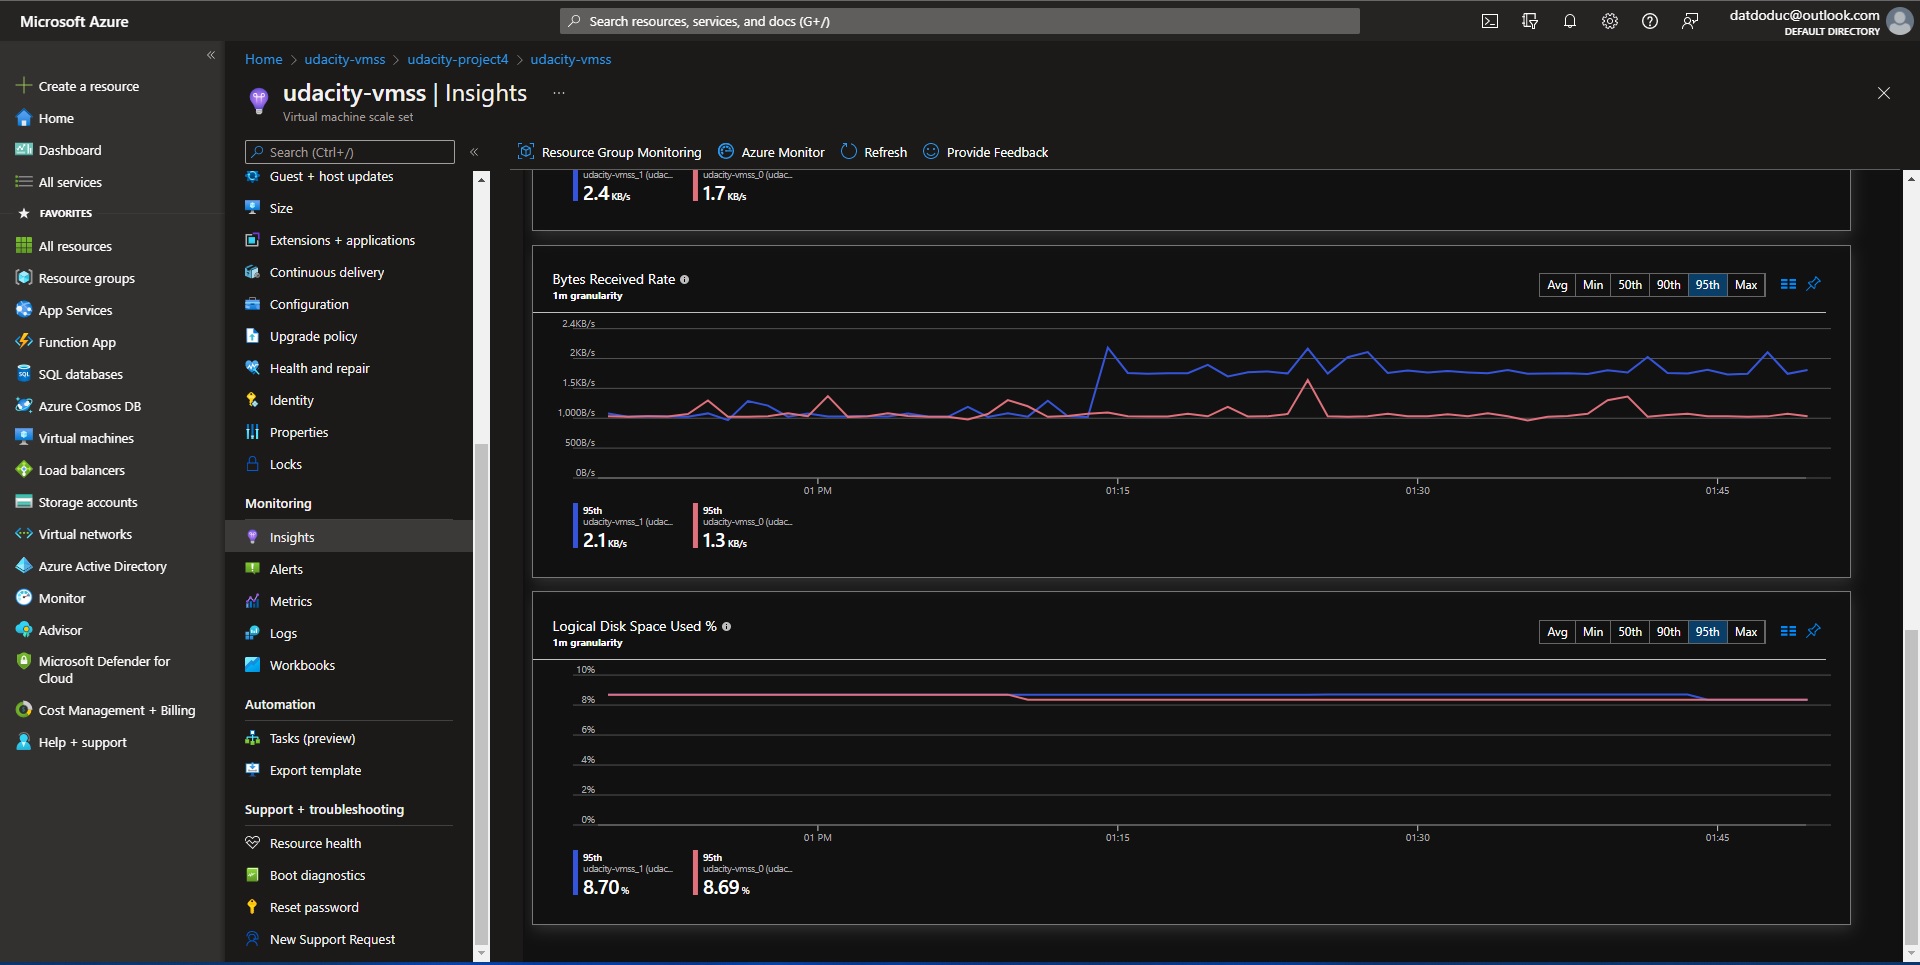 Microsoft Azure
Search resources, services, and docs (G+/)
datdoduc@outlook.com
DEFAULT DIRECTORY
Create a resource
Home
Dashboard
All services
FAVORITES
All resources
Resource groups
App Services
Function App
SQL databases
Azure Cosmos DB
Virtual machines
Load balancers
Storage accounts
Virtual networks
Azure Active Directory
Monitor
Advisor
Microsoft Defender for
Cloud
Cost Management + Billing
Help + support
Home > udacity-vmss > udacity-project4 > udacity-vmss
udacity-vmss | Insights ...
Virtual machine scale set
Search (Ctrl+/)
Guest + host updates
Size
Extensions + applications
Continuous delivery
Configuration
Upgrade policy
Health and repair
Identity
Properties
Locks
Monitoring
Insights
Alerts
Metrics
Logs
Workbooks
Automation
Tasks (preview)
Export template
Support + troubleshooting
Resource health
Boot diagnostics
Reset password
New Support Request
Resource Group Monitoring Azure Monitor Refresh Provide Feedback
udacity-vmss_1 (udac... udacity-vmss_0 (udac...
2.4 KB/s 1.7 KB/s
Bytes Received Rate
1m granularity
Avg Min 50th 90th 95th Max
2.4KB/s
2KB/s
1.5KB/s
1,000B/s
500B/s
0B/s
01 PM 01:15 01:30 01:45
95th 95th
udacity-vmss_1 (udac... udacity-vmss_0 (udac...
2.1 KB/s 1.3 KB/s
Logical Disk Space Used %
1m granularity
Avg Min 50th 90th 95th Max
10%
8%
6%
4%
2%
0%
01 PM 01:15 01:30 01:45
95th 95th
udacity-vmss_1 (udac... udacity-vmss_0 (udac...
8.70 % 8.69 %